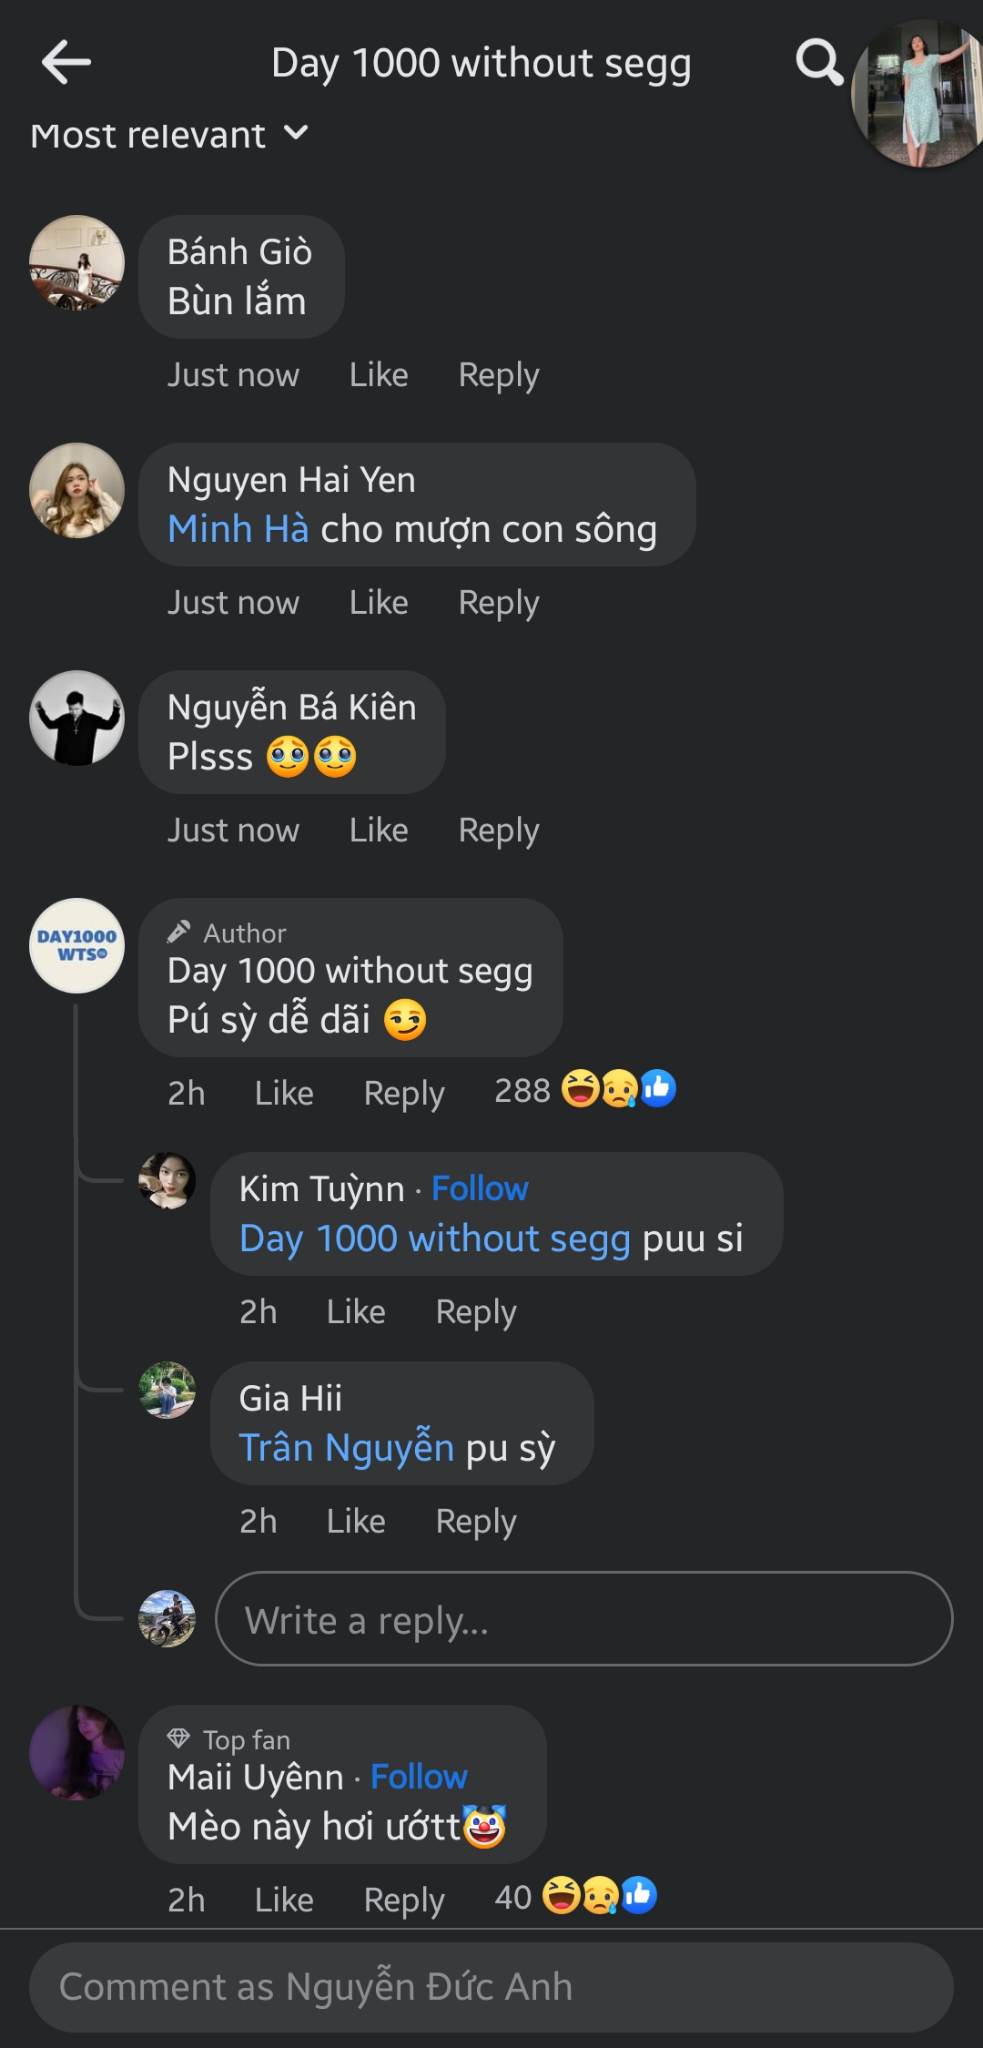 Day 1000 without segg
Most relevant
Bánh Giò
Bùn lắm
Just now Like Reply
Nguyen Hai Yen
Minh Hà cho mượn con sông
Just now Like Reply
Nguyễn Bá Kiên
Plsss 🥹🥹
Just now Like Reply
DAY1000
WTS
Author
Day 1000 without segg
Pú sỳ dễ dãi 😏
2h Like Reply 288
Kim Tuỳnn · Follow
Day 1000 without segg puu si
2h Like Reply
Gia Hii
Trân Nguyễn pu sỳ
2h Like Reply
Write a reply...
Top fan
Maii Uyênn · Follow
Mèo này hơi ướtt🤡
2h Like Reply 40
Comment as Nguyễn Đức Anh